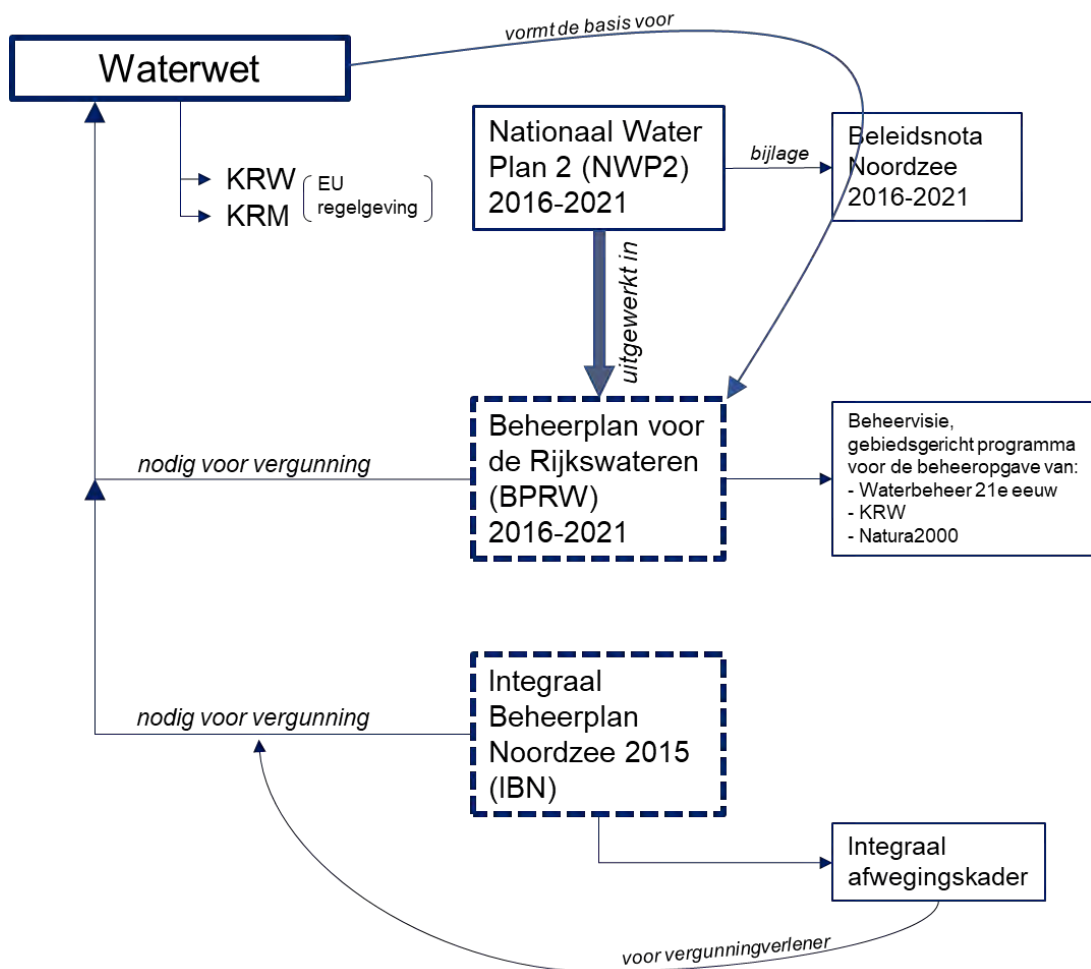 vormt de basis voor
Waterwet
KRW
KRM
EU
regelgeving
Nationaal Water
Plan 2 (NWP2)
2016-2021
bijlage
Beleidsnota
Noordzee
2016-2021
uitgewerkt in
nodig voor vergunning
Beheerplan voor
de Rijkswateren
(BPRW)
2016-2021
Beheervisie,
gebiedsgericht programma
voor de beheeropgave van:
- Waterbeheer 21e eeuw
- KRW
- Natura2000
nodig voor vergunning
Integraal
Beheerplan
Noordzee 2015
(IBN)
Integraal
afwegingskader
voor vergunningverlener